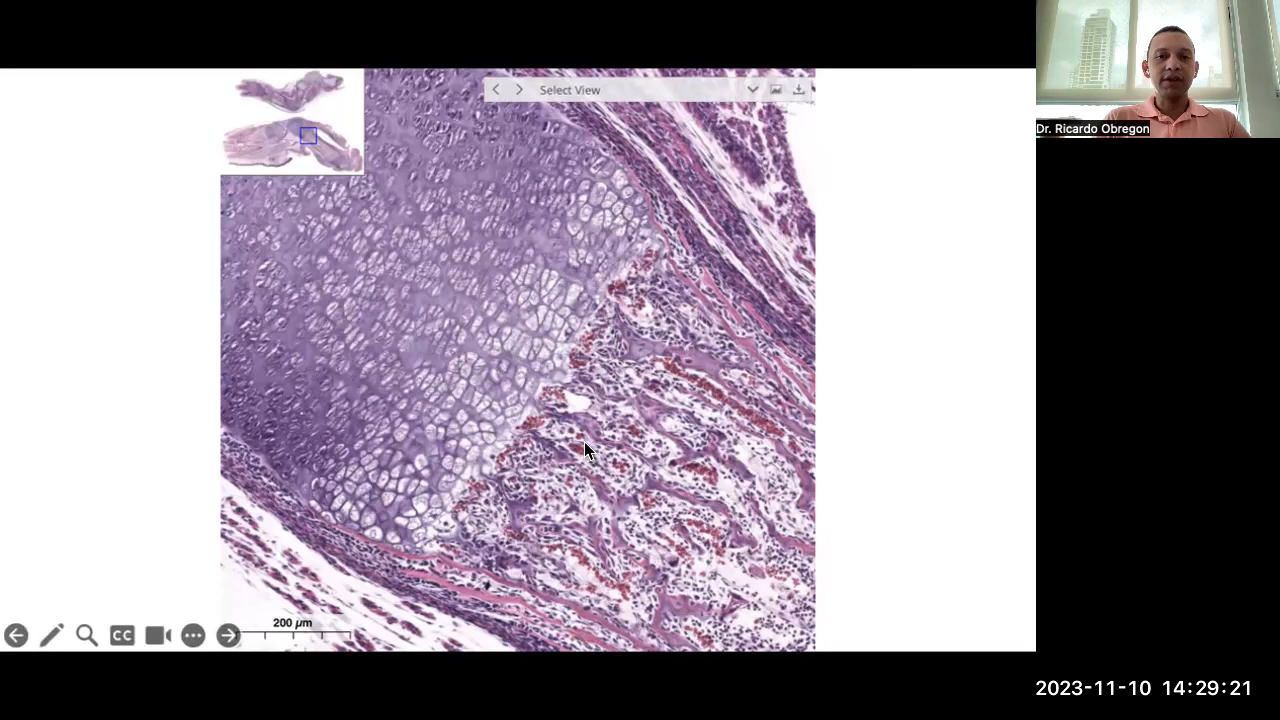 Select View
Dr. Ricardo Obregon
CC
200 µm
2023-11-10 14:29:21